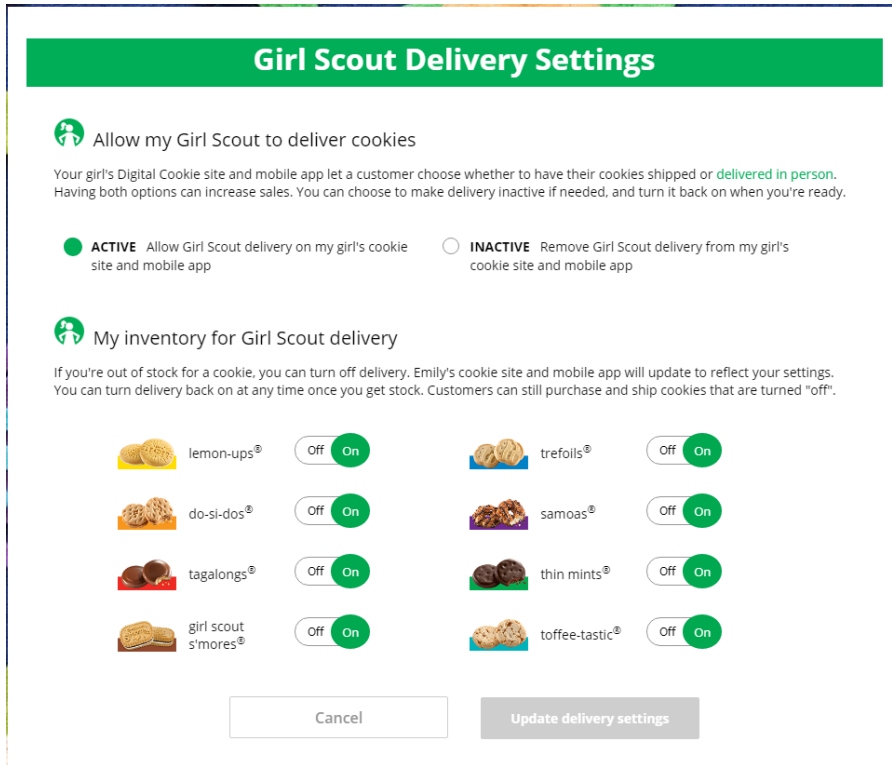 Girl Scout Delivery Settings
Allow my Girl Scout to deliver cookies
Your girl's Digital Cookie site and mobile app let a customer choose whether to have their cookies shipped or delivered in person.
Having both options can increase sales. You can choose to make delivery inactive if needed, and turn it back on when you're ready.
ACTIVE Allow Girl Scout delivery on my girl's cookie
site and mobile app
INACTIVE Remove Girl Scout delivery from my girl's
cookie site and mobile app
My inventory for Girl Scout delivery
If you're out of stock for a cookie, you can turn off delivery. Emily's cookie site and mobile app will update to reflect your settings.
You can turn delivery back on at any time once you get stock. Customers can still purchase and ship cookies that are turned "off".
lemon-ups® Off On
trefoils® Off On
do-si-dos® Off On
samoas® Off On
tagalongs® Off On
thin mints® Off On
girl scout
s'mores® Off On
toffee-tastic® Off On
Cancel
Update delivery settings